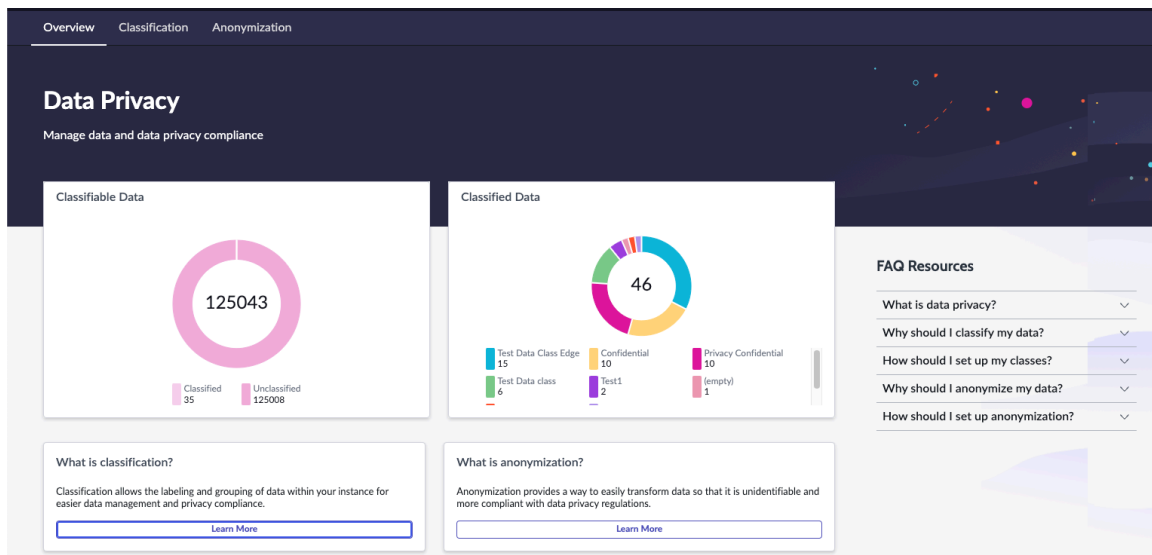 Overview Classification Anonymization
Data Privacy
Manage data and data privacy compliance
Classifiable Data
125043
Classified
35
Unclassified
125008
Classified Data
46
Test Data Class Edge
15
Confidential
10
Privacy Confidential
10
Test Data class
6
Test1
2
(empty)
1
FAQ Resources
What is data privacy?
Why should I classify my data?
How should I set up my classes?
Why should I anonymize my data?
How should I set up anonymization?
What is classification?
Classification allows the labeling and grouping of data within your instance for
easier data management and privacy compliance.
Learn More
What is anonymization?
Anonymization provides a way to easily transform data so that it is unidentifiable and
more compliant with data privacy regulations.
Learn More